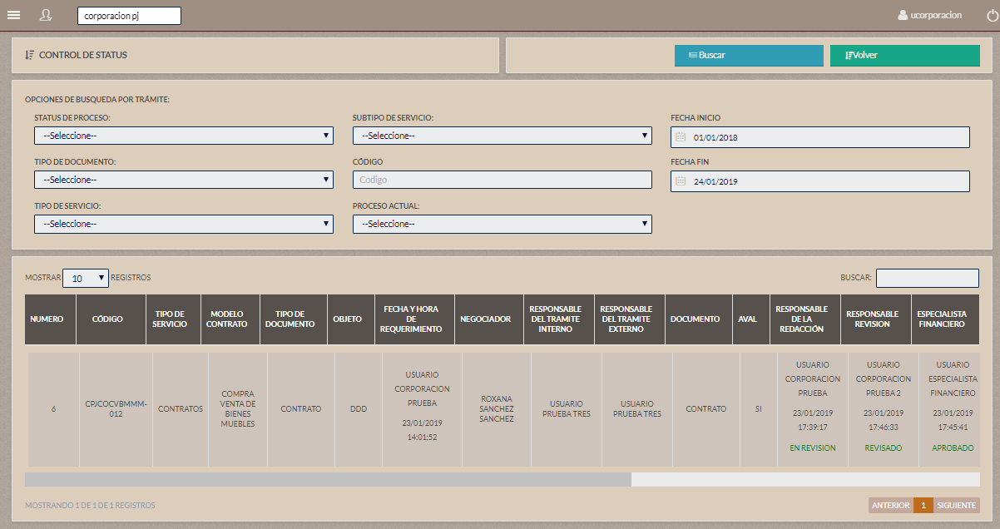 corporacion pj
ucorporacion
CONTROL DE STATUS
Buscar
Volver
OPCIONES DE BUSQUEDA POR TRÁMITE:
STATUS DE PROCESO:
SUBTIPO DE SERVICIO:
FECHA INICIO
--Seleccione--
--Seleccione--
01/01/2018
TIPO DE DOCUMENTO:
CÓDIGO
FECHA FIN
--Seleccione--
Codigo
24/01/2019
TIPO DE SERVICIO:
PROCESO ACTUAL:
--Seleccione--
--Seleccione--
MOSTRAR 10 REGISTROS
BUSCAR:
NUMERO
CÓDIGO
TIPO DE
SERVICIO
MODELO
CONTRATO
TIPO DE
DOCUMENTO
OBJETO
FECHA Y HORA
DE
REQUERIMIENTO
NEGOCIADOR
RESPONSABLE
DEL TRAMITE
INTERNO
RESPONSABLE
DEL TRAMITE
EXTERNO
DOCUMENTO
AVAL
RESPONSABLE
DE LA
REDACCIÓN
RESPONSABLE
REVISION
ESPECIALISTA
FINANCIERO
6
CPJCOCVBMMM-
012
CONTRATOS
COMPRA
VENTA DE
BIENES
MUEBLES
CONTRATO
DDD
USUARIO
CORPORACION
PRUEBA
23/01/2019
14:01:52
ROXANA
SANCHEZ
SANCHEZ
USUARIO
PRUEBA TRES
USUARIO
PRUEBA TRES
CONTRATO
SI
USUARIO
CORPORACION
PRUEBA
23/01/2019
17:39:17
EN REVISION
USUARIO
CORPORACION
PRUEBA 2
23/01/2019
17:46:33
REVISADO
USUARIO
ESPECIALISTA
FINANCIERO
23/01/2019
17:45:41
APROBADO
MOSTRANDO 1 DE 1 DE 1 REGISTROS
ANTERIOR 1 SIGUIENTE